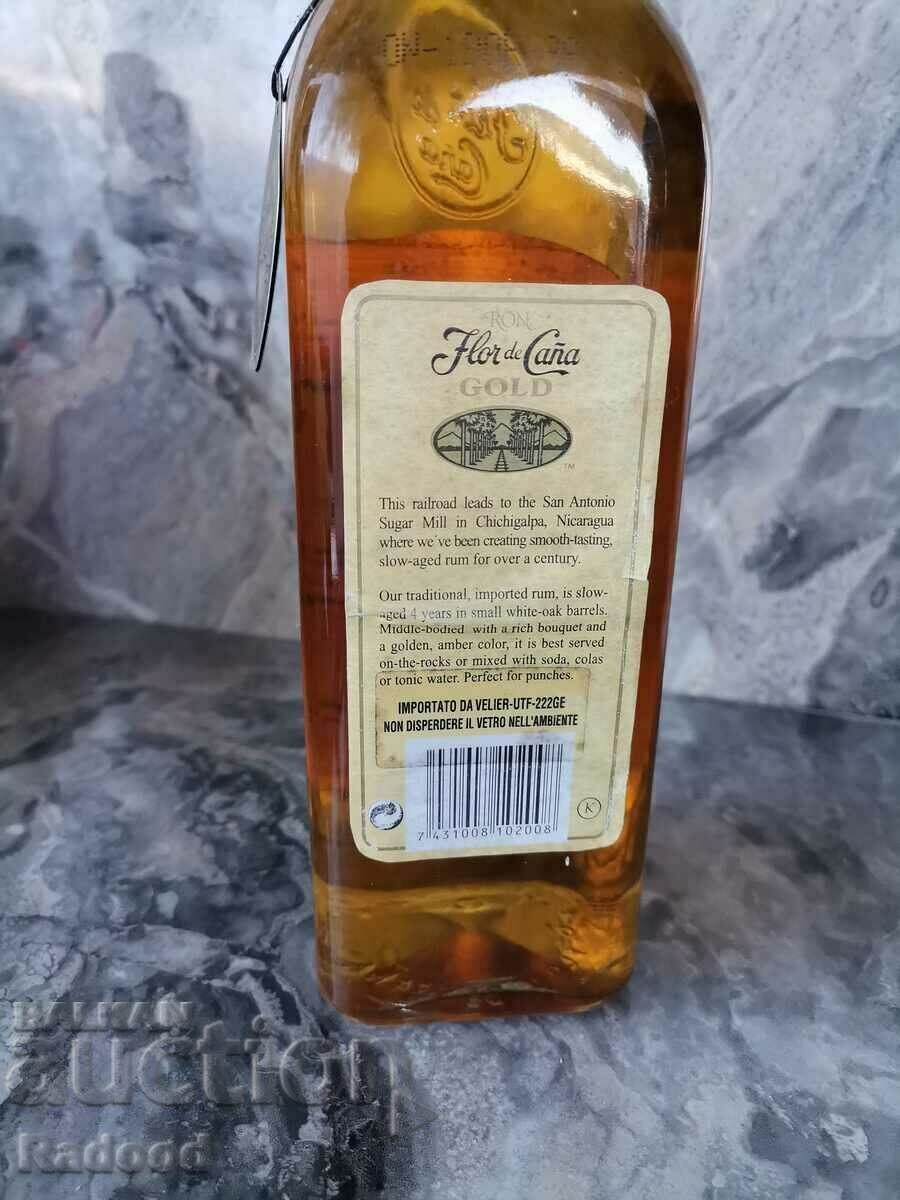 RON
Flor de Caña
GOLD
TM
This railroad leads to the San Antonio
Sugar Mill in Chichigalpa, Nicaragua
where we've been creating smooth-tasting,
slow-aged rum for over a century.
Our traditional, imported rum, is slow-
aged 4 years in small white-oak barrels.
Middle-bodied with a rich bouquet and
a golden, amber color, it is best served
on-the-rocks or mixed with soda, colas
or tonic water. Perfect for punches.
IMPORTATO DA VELIER-UTF-222GE
NON DISPERDERE IL VETRO NELL'AMBIENTE
K
7 431008 102008
BALKAN
auction
Radood